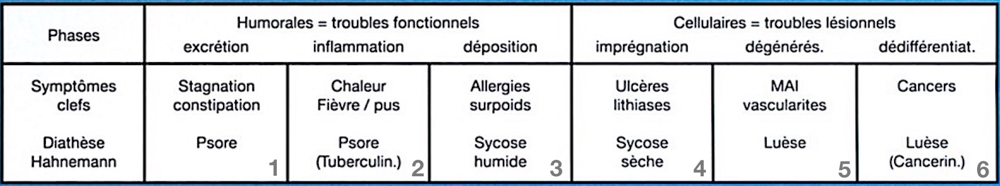 Phases
Humorales = troubles fonctionnels
excrétion inflammation déposition
Cellulaires = troubles lésionnels
imprégnation dégénérés. dédifférentiat.
Symptômes
clefs
Stagnation
constipation
Chaleur
Fièvre / pus
Allergies
surpoids
Ulcères
lithiases
MAI
vascularites
Cancers
Diathèse
Hahnemann
Psore
1
Psore
(Tuberculin.) 2
Sycose
humide 3
Sycose
sèche 4
Luèse
5
Luèse
(Cancerin.) 6